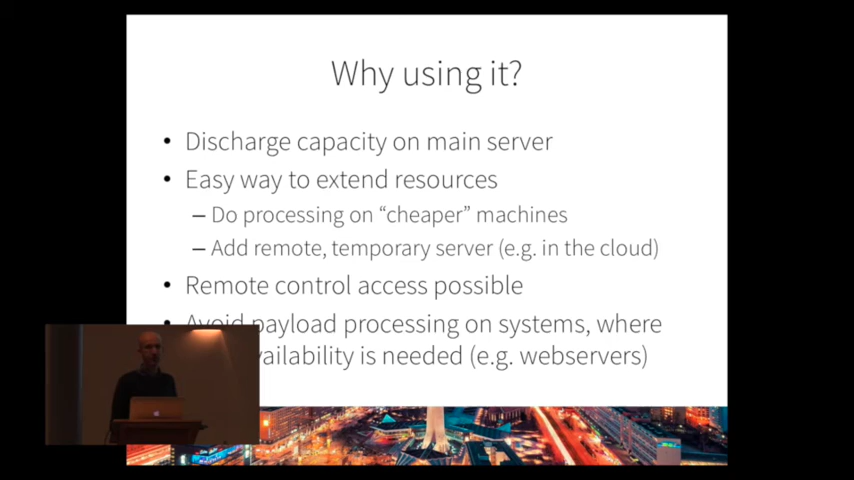 Why using it?
• Discharge capacity on main server
• Easy way to extend resources
– Do processing on “cheaper” machines
– Add remote, temporary server (e.g. in the cloud)
• Remote control access possible
• Avoid payload processing on systems, where
is needed (e.g. webservers)